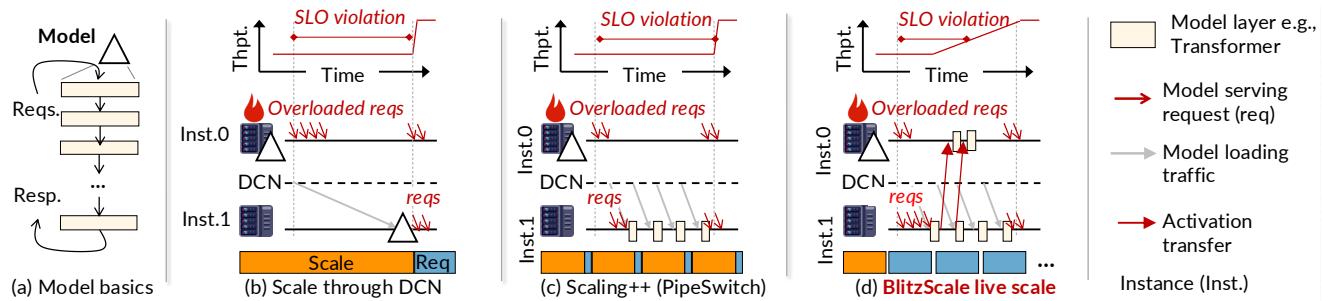 Model
Reqs.
...
Resp.
(a) Model basics
SLO violation
Thpt.
Time
Overloaded reqs
Inst.0
DCN
reqs
Inst.1
Scale
Req
(b) Scale through DCN
SLO violation
Thpt.
Time
Overloaded reqs
Inst.0
DCN
reqs
Inst.1
(c) Scaling++ (PipeSwitch)
SLO violation
Thpt.
Time
Overloaded reqs
Inst.0
DCN
reqs
Inst.1
...
(d) BlitzScale live scale
Model layer e.g.,
Transformer
Model serving
request (req)
Model loading
traffic
Activation
transfer
Instance (Inst.)